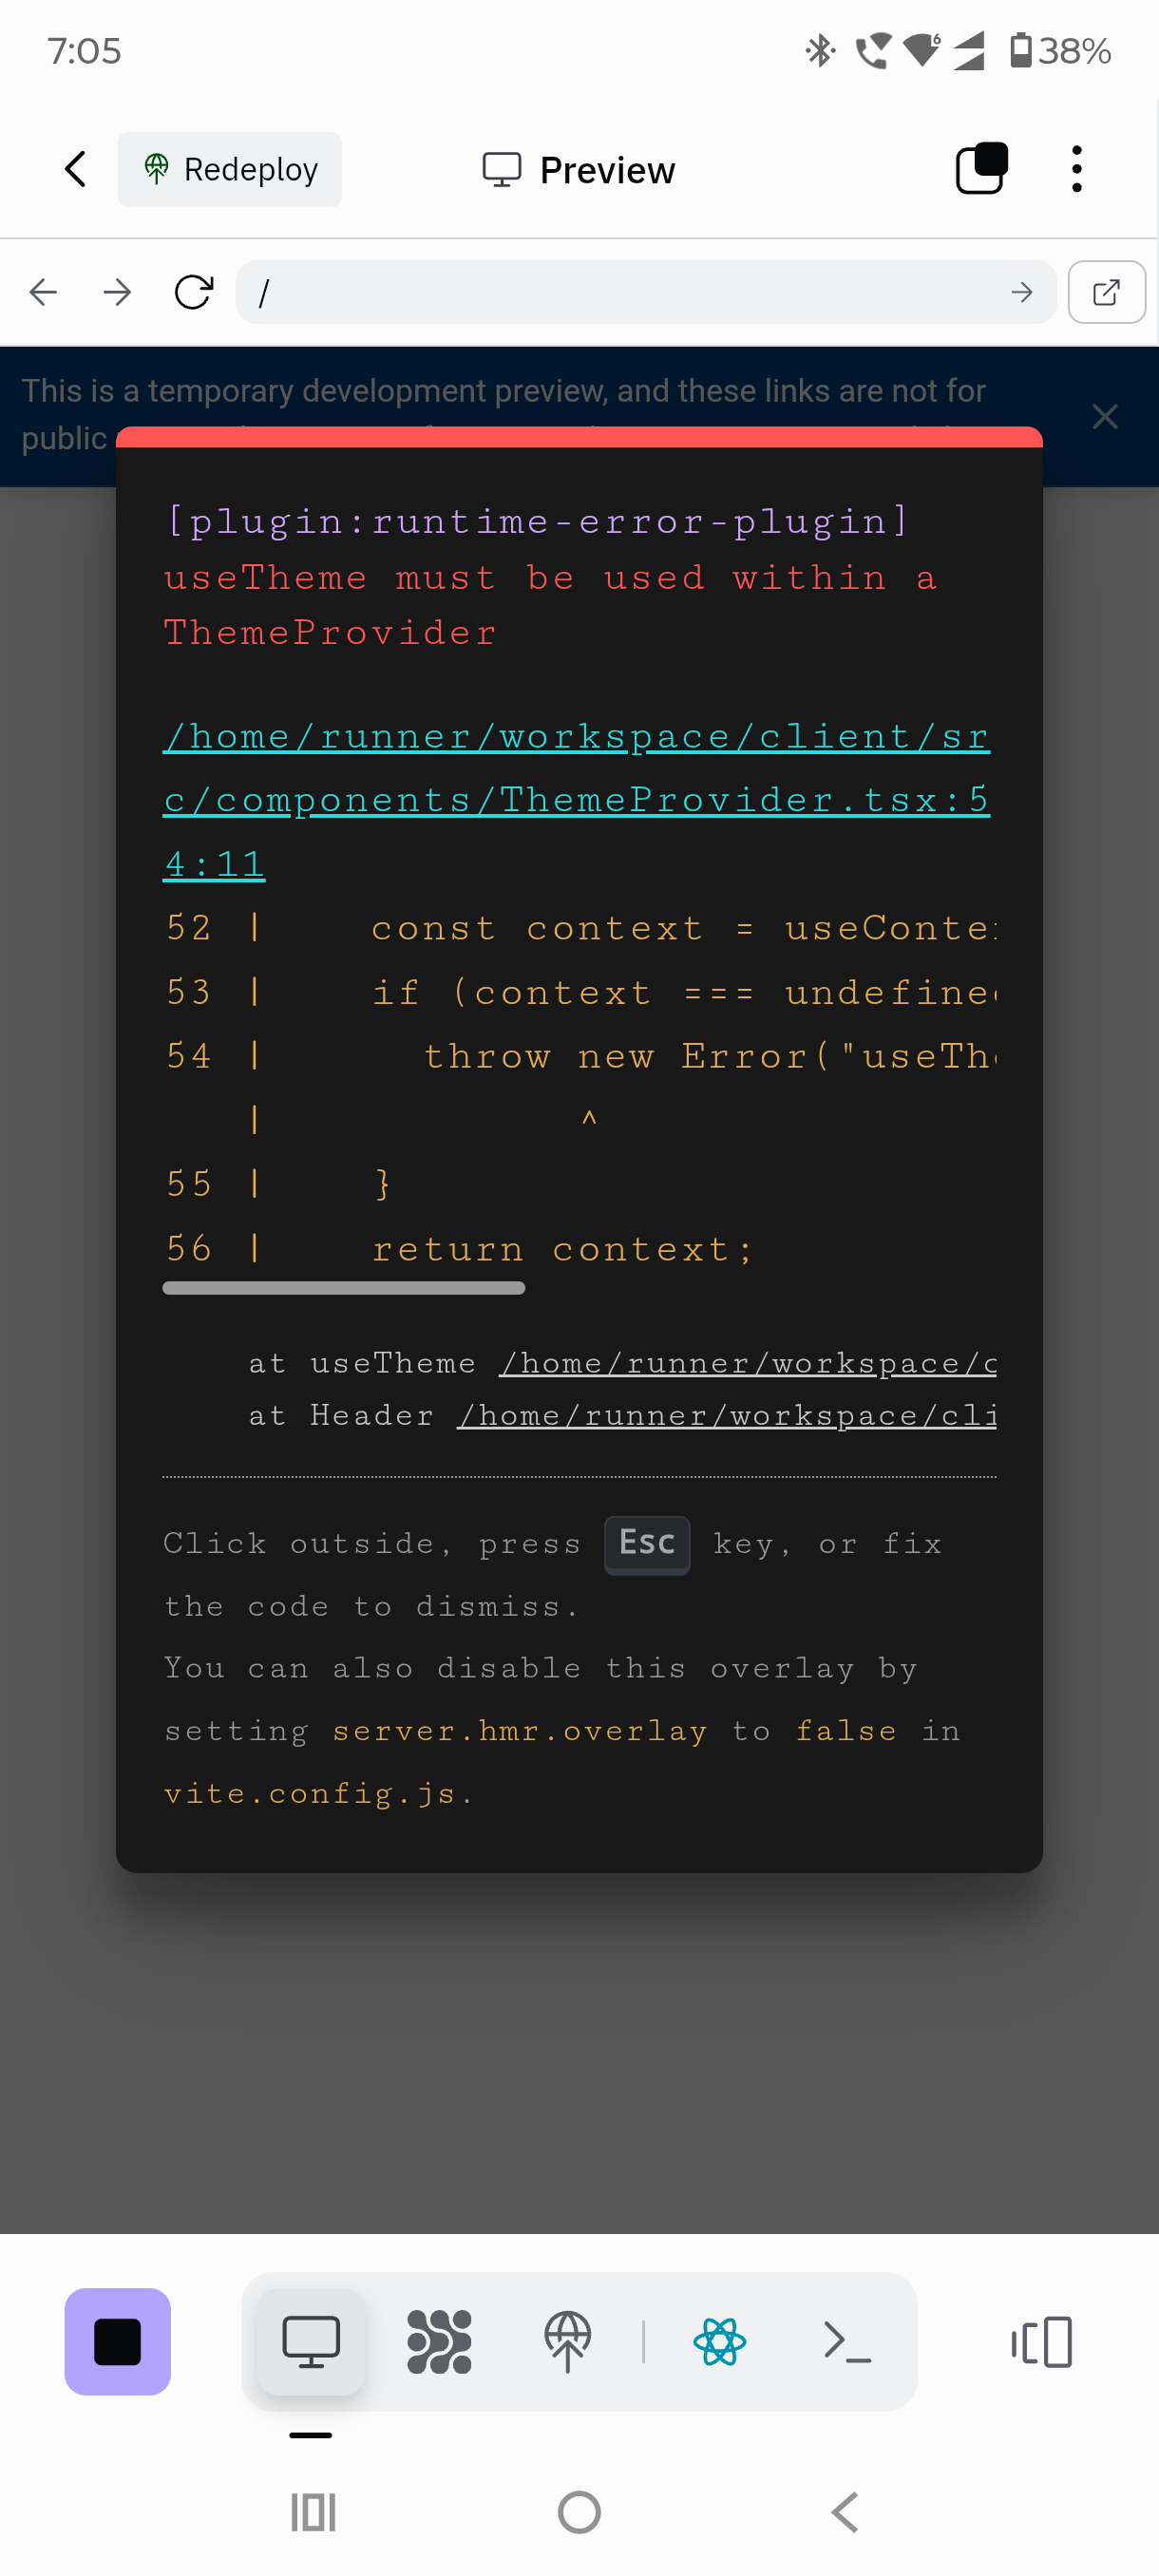 7:05
6
38%
Redeploy
Preview
/
This is a temporary development preview, and these links are not for
public
[plugin:runtime-error-plugin]
useTheme must be used within a
ThemeProvider
/home/runner/workspace/client/sr
c/components/ThemeProvider.tsx:5
4:11
52 |    const context = useConte
53 |    if (context === undefine
54 |      throw new Error("useTh
|            ^
55 |    }
56 |    return context;
at useTheme /home/runner/workspace/c
at Header /home/runner/workspace/cli
Click outside, press Esc key, or fix
the code to dismiss.
You can also disable this overlay by
setting server.hmr.overlay to false in
vite.config.js.